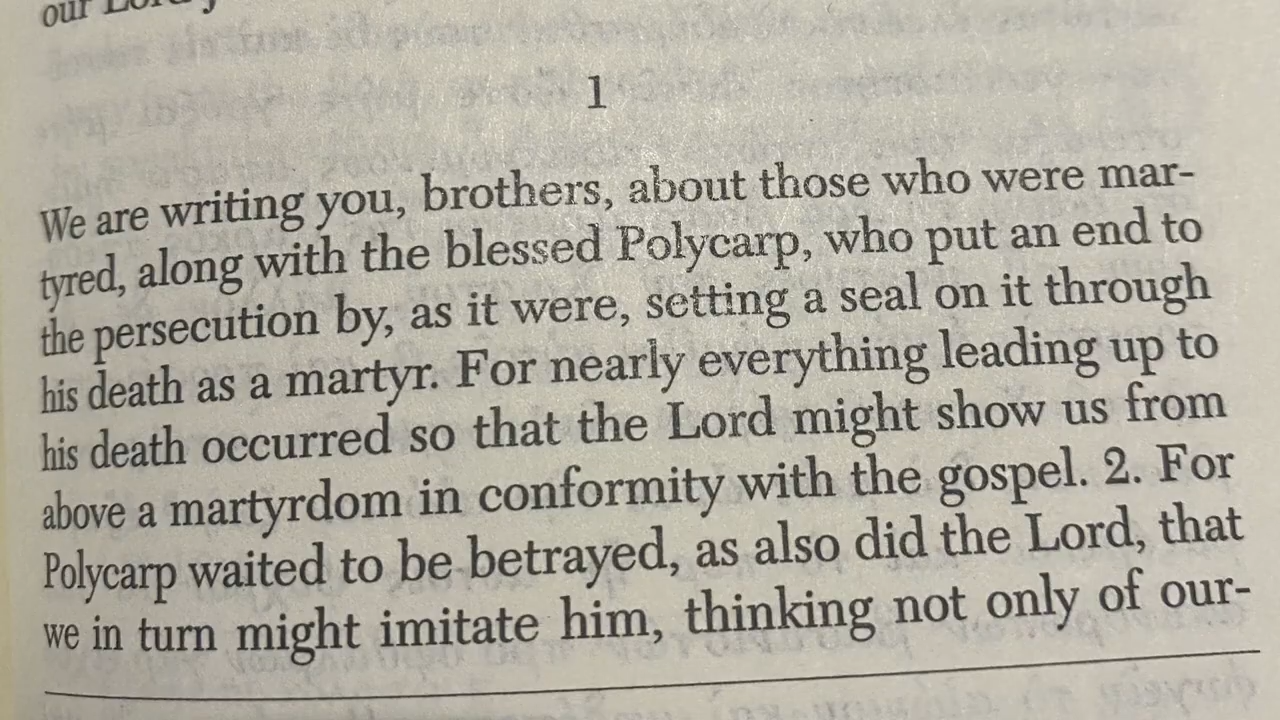 our Lord
1
We are writing you, brothers, about those who were mar-
tyred, along with the blessed Polycarp, who put an end to
the persecution by, as it were, setting a seal on it through
his death as a martyr. For nearly everything leading up to
his death occurred so that the Lord might show us from
above a martyrdom in conformity with the gospel. 2. For
Polycarp waited to be betrayed, as also did the Lord, that
we in turn might imitate him, thinking not only of our-